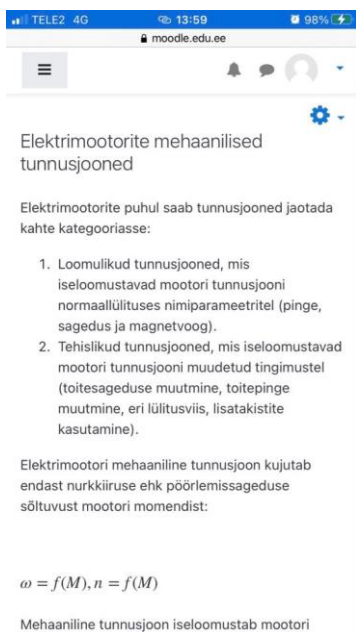 TELE2 4G 13:59 98%
moodle.edu.ee
Elektrimootorite mehaanilised
tunnusjooned
Elektrimootorite puhul saab tunnusjooned jaotada
kahte kategooriasse:
1. Loomulikud tunnusjooned, mis
iseloomustavad mootori tunnusjooni
normaallülituses nimiparameetritel (pinge,
sagedus ja magnetvoog).
2. Tehislikud tunnusjooned, mis iseloomustavad
mootori tunnusjooni muudetud tingimustel
(toitesageduse muutmine, toitepinge
muutmine, eri lülitusviis, lisatakistite
kasutamine).
Elektrimootori mehaaniline tunnusjoon kujutab
endast nurkkiiruse ehk pöörlemissageduse
sõltuvust mootori momendist:
ω = f(M), n = f(M)
Mehaaniline tunnusjoon iseloomustab mootori